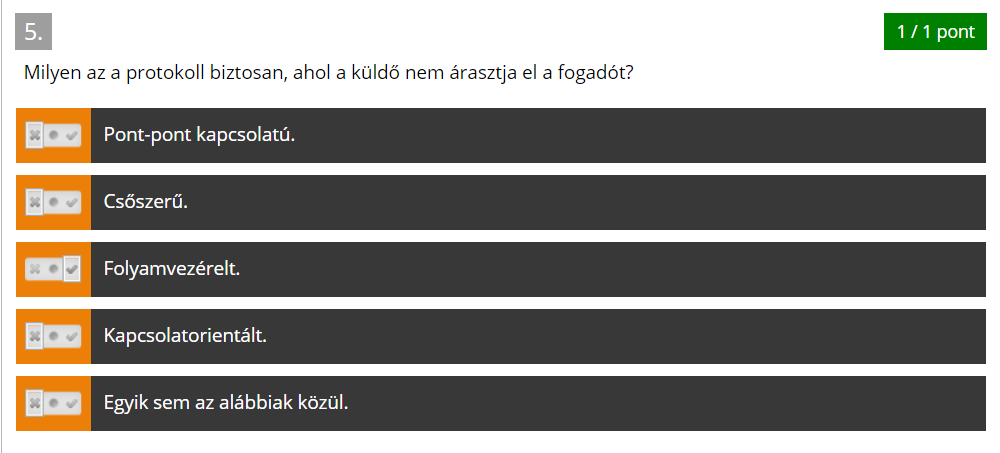 5.
1 / 1 pont
Milyen az a protokoll biztosan, ahol a küldő nem árasztja el a fogadót?
Pont-pont kapcsolatú.
Csőszerű.
Folyamvezérelt.
Kapcsolatorientált.
Egyik sem az alábbiak közül.